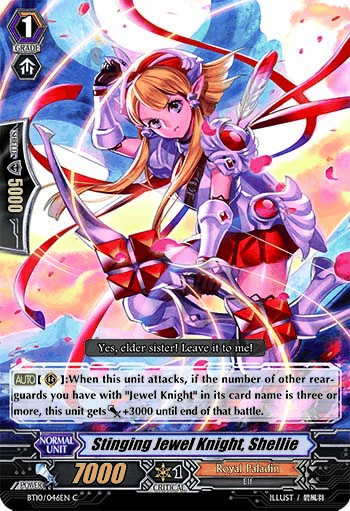 1
GRADE
SHIELD
5000
Yes, elder sister! Leave it to me!
AUTO [ ]:When this unit attacks, if the number of other rear-
guards you have with "Jewel Knight" in its card name is three or
more, this unit gets +3000 until end of that battle.
NORMAL
UNIT
Stinging Jewel Knight, Shellie
7000
POWER
1
CRITICAL
Royal Paladin
Elf
BT10/046EN C
ILLUST / 碧風羽